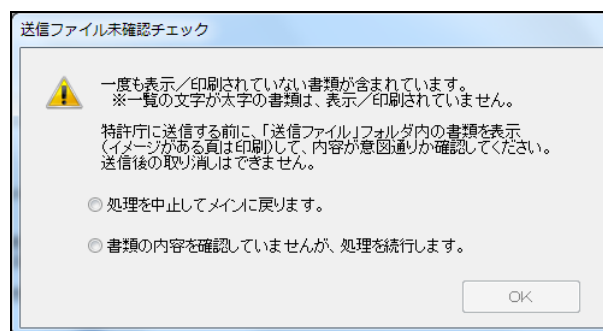 送信ファイル未確認チェック
一度も表示／印刷されていない書類が含まれています。
※一覧の文字が太字の書類は、表示／印刷されていません。
特許庁に送信する前に、「送信ファイル」フォルダ内の書類を表示
（イメージがある頁は印刷）して、内容が意図通りか確認してください。
送信後の取り消しはできません。
処理を中止してメインに戻ります。
書類の内容を確認していませんが、処理を続行します。
OK